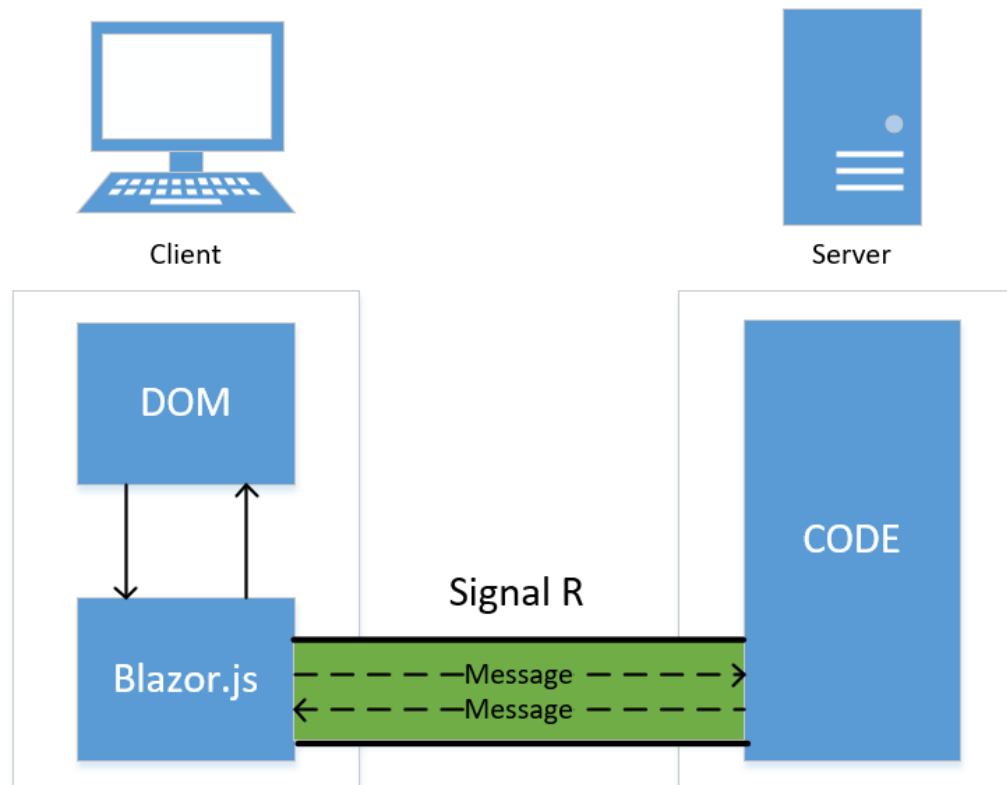 Client
Server
DOM
CODE
Signal R
Blazor.js
Message
Message